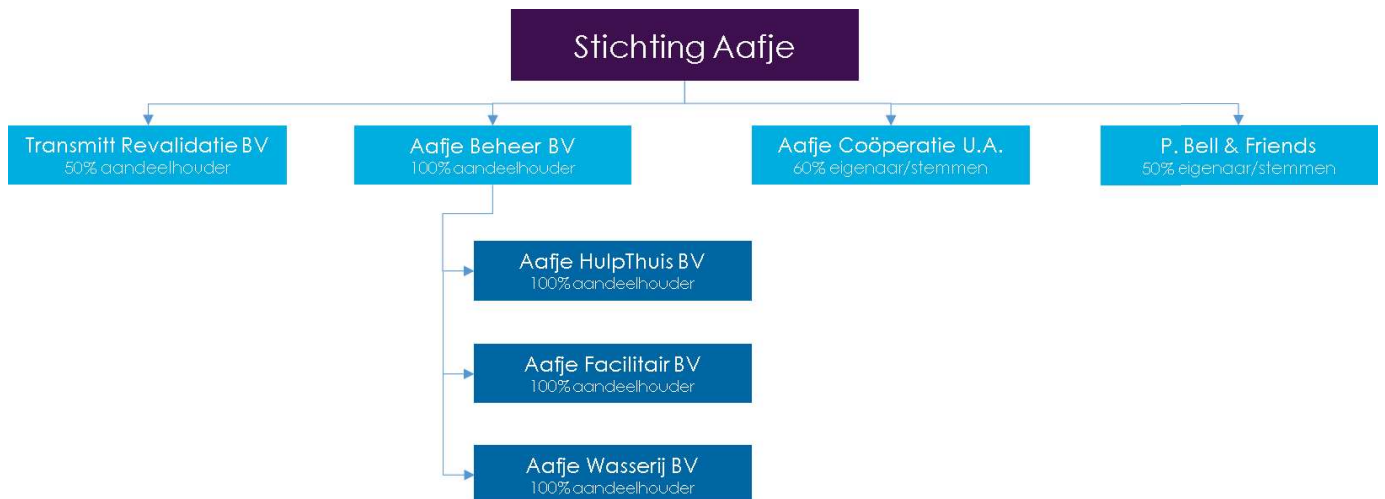 Stichting Aafje
Transmitt Revalidatie BV
50% aandeelhouder
Aafje Beheer BV
100% aandeelhouder
Aafje Coöperatie U.A.
60% eigenaar/stemmen
P. Bell & Friends
50% eigenaar/stemmen
Aafje HulpThuis BV
100% aandeelhouder
Aafje Facilitair BV
100% aandeelhouder
Aafje Wasserij BV
100% aandeelhouder